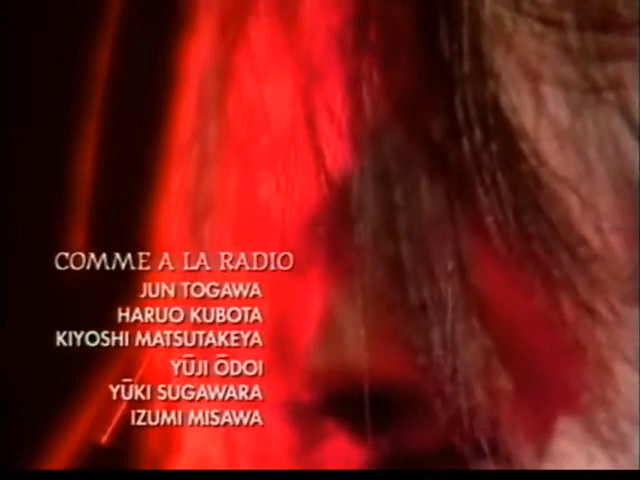 COMME A LA RADIO
JUN TOGAWA
HARUO KUBOTA
KIYOSHI MATSUTAKEYA
YŪJI ŌDOI
YŪKI SUGAWARA
IZUMI MISAWA